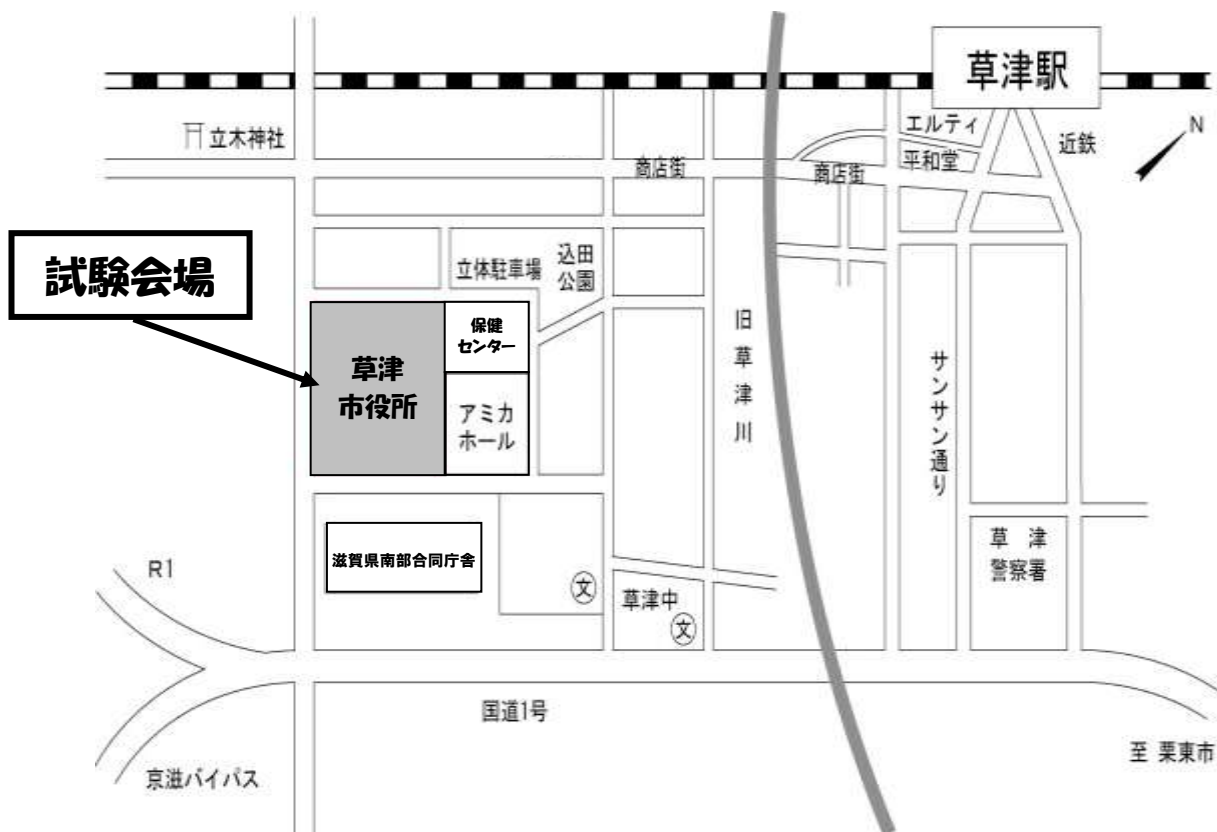 草津駅
N
エルティ
近鉄
平和堂
⛩立木神社
商店街
商店街
試験会場
立体駐車場
込田
公園
保健
センター
草津
市役所
アミカ
ホール
旧草津川
サンサン通り
滋賀県南部合同庁舎
草津
警察署
R1
文
草津中
文
国道1号
至 栗東市
京滋バイパス